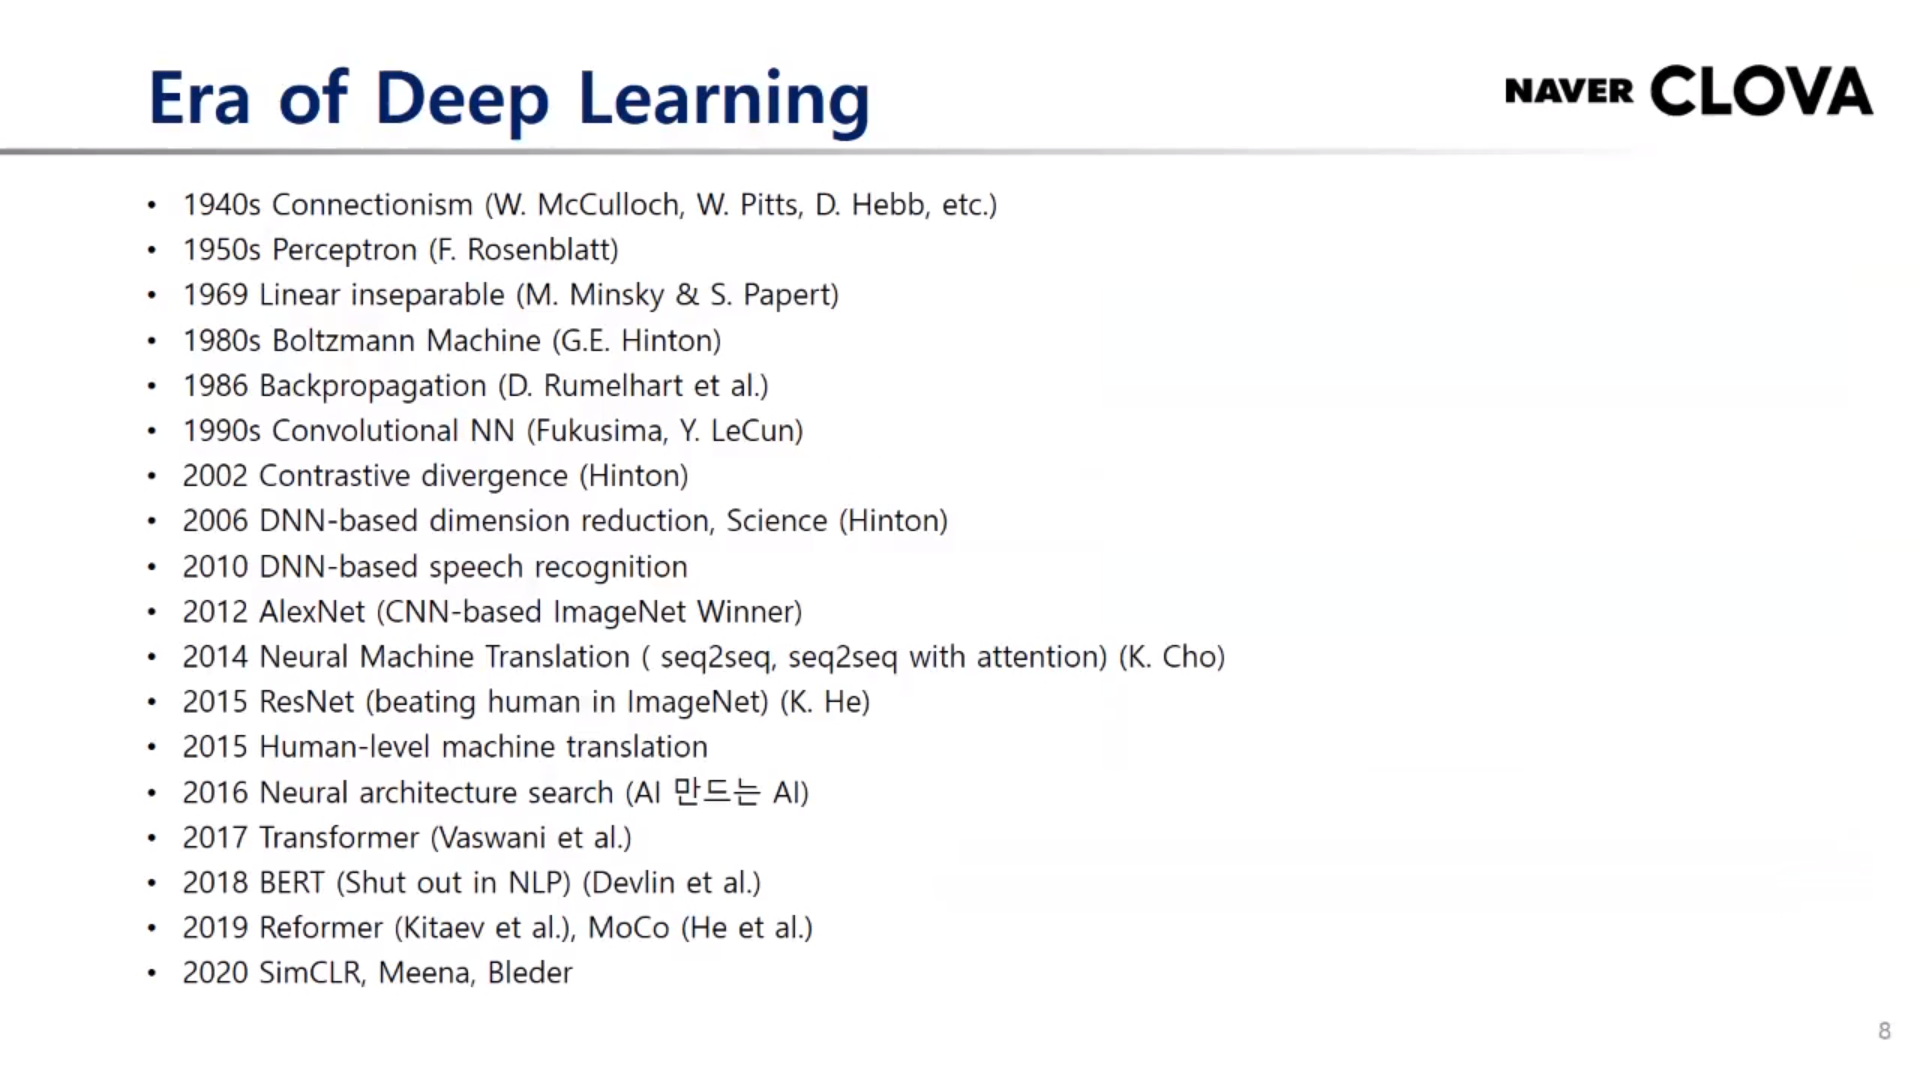 Era of Deep Learning
NAVER CLOVA
• 1940s Connectionism (W. McCulloch, W. Pitts, D. Hebb, etc.)
• 1950s Perceptron (F. Rosenblatt)
• 1969 Linear inseparable (M. Minsky & S. Papert)
• 1980s Boltzmann Machine (G.E. Hinton)
• 1986 Backpropagation (D. Rumelhart et al.)
• 1990s Convolutional NN (Fukusima, Y. LeCun)
• 2002 Contrastive divergence (Hinton)
• 2006 DNN-based dimension reduction, Science (Hinton)
• 2010 DNN-based speech recognition
• 2012 AlexNet (CNN-based ImageNet Winner)
• 2014 Neural Machine Translation ( seq2seq, seq2seq with attention) (K. Cho)
• 2015 ResNet (beating human in ImageNet) (K. He)
• 2015 Human-level machine translation
• 2016 Neural architecture search (AI 만드는 AI)
• 2017 Transformer (Vaswani et al.)
• 2018 BERT (Shut out in NLP) (Devlin et al.)
• 2019 Reformer (Kitaev et al.), MoCo (He et al.)
• 2020 SimCLR, Meena, Bleder
8